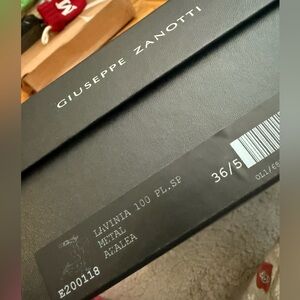 GIUSEPPE ZANOTTI
LAVINIA 100 PL.SP
METAL
AZALEA
36/5
E200118